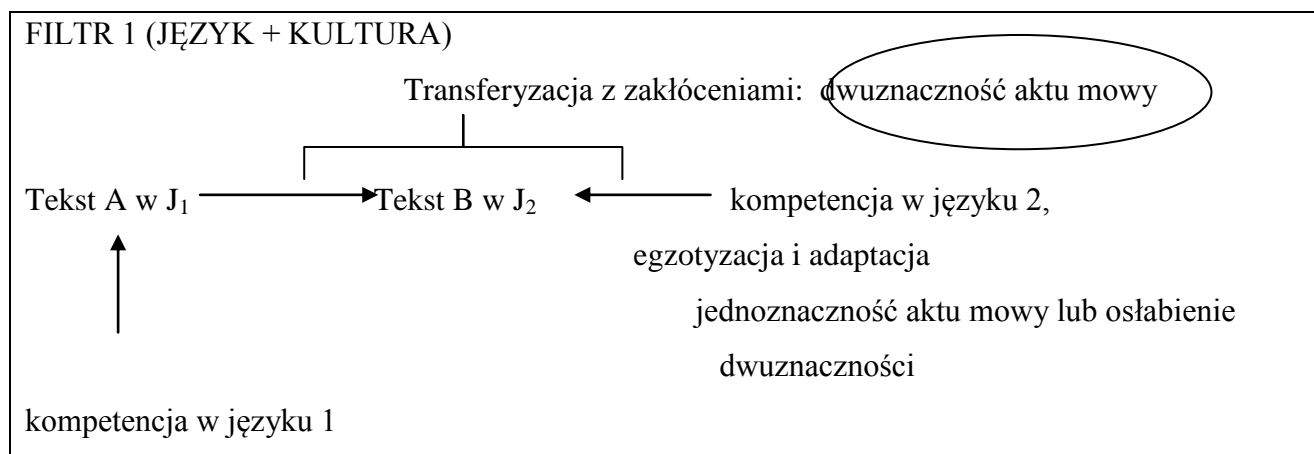 FILTR 1 (JĘZYK + KULTURA)
Transferyzacja z zakłóceniami: dwuznaczność aktu mowy
Tekst A w J₁ Tekst B w J₂ kompetencja w języku 2,
egzotyzacja i adaptacja
jednoznaczność aktu mowy lub osłabienie
dwuznaczności
kompetencja w języku 1